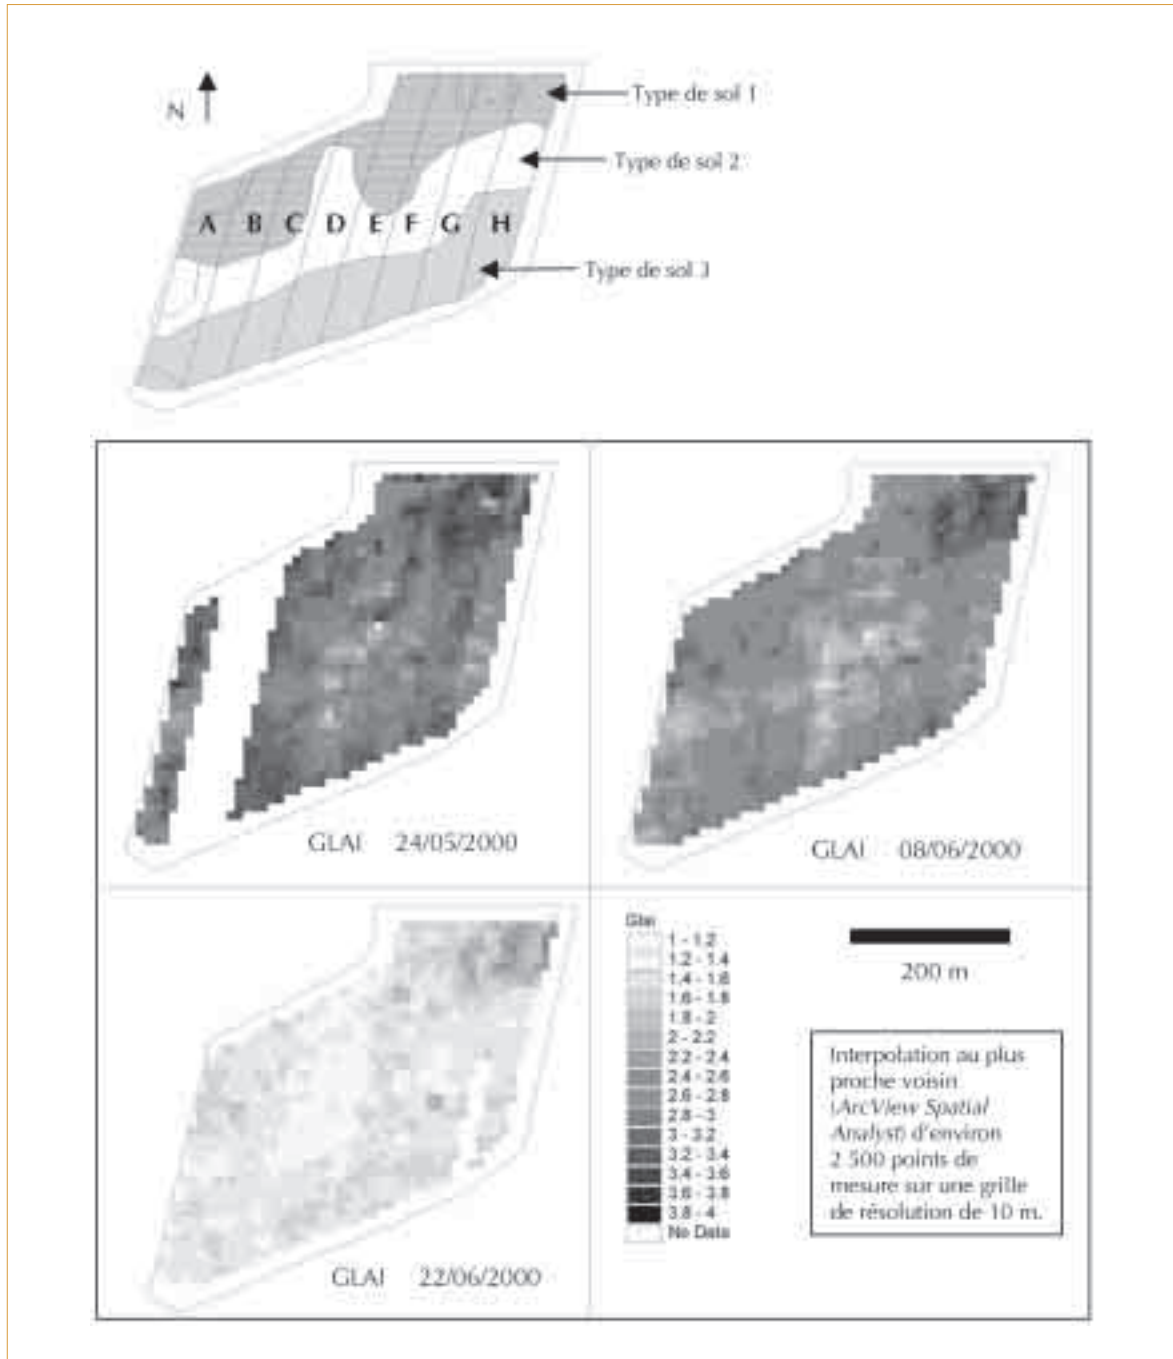 N
Type de sol 1
Type de sol 2
A B C D E F G H
Type de sol 3
GLAI 24/05/2000
GLAI 08/06/2000
GLAI 22/06/2000
Glai
1 - 1.2
1.2 - 1.4
1.4 - 1.6
1.6 - 1.8
1.8 - 2
2 - 2.2
2.2 - 2.4
2.4 - 2.6
2.6 - 2.8
2.8 - 3
3 - 3.2
3.2 - 3.4
3.4 - 3.6
3.6 - 3.8
3.8 - 4
No Data
200 m
Interpolation au plus
proche voisin
(ArcView Spatial
Analyst) d'environ
2 500 points de
mesure sur une grille
de résolution de 10 m.